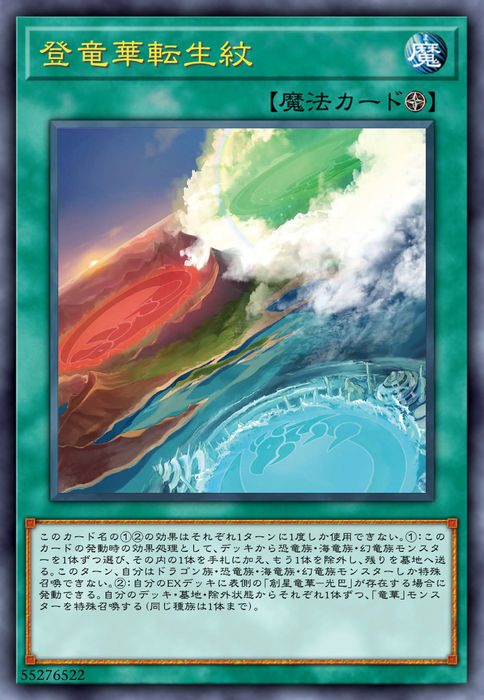 登竜華転生紋
魔
【魔法カード】
このカード名の①②の効果はそれぞれ1ターンに1度しか使用できない。①:この
カードの発動時の効果処理として、デッキから恐竜族・海竜族・幻竜族モンスター
を1体ずつ選び、その内の1体を手札に加え、もう1体を除外し、残りを墓地へ送
る。このターン、自分はドラゴン族・恐竜族・海竜族・幻竜族モンスターしか特殊
召喚できない。②:自分のEXデッキに表側の「創星竜華-光巴」が存在する場合に
発動できる。自分のデッキ・墓地・除外状態からそれぞれ1体ずつ、「竜華」モンス
ターを特殊召喚する(同じ種族は1体まで)。
55276522